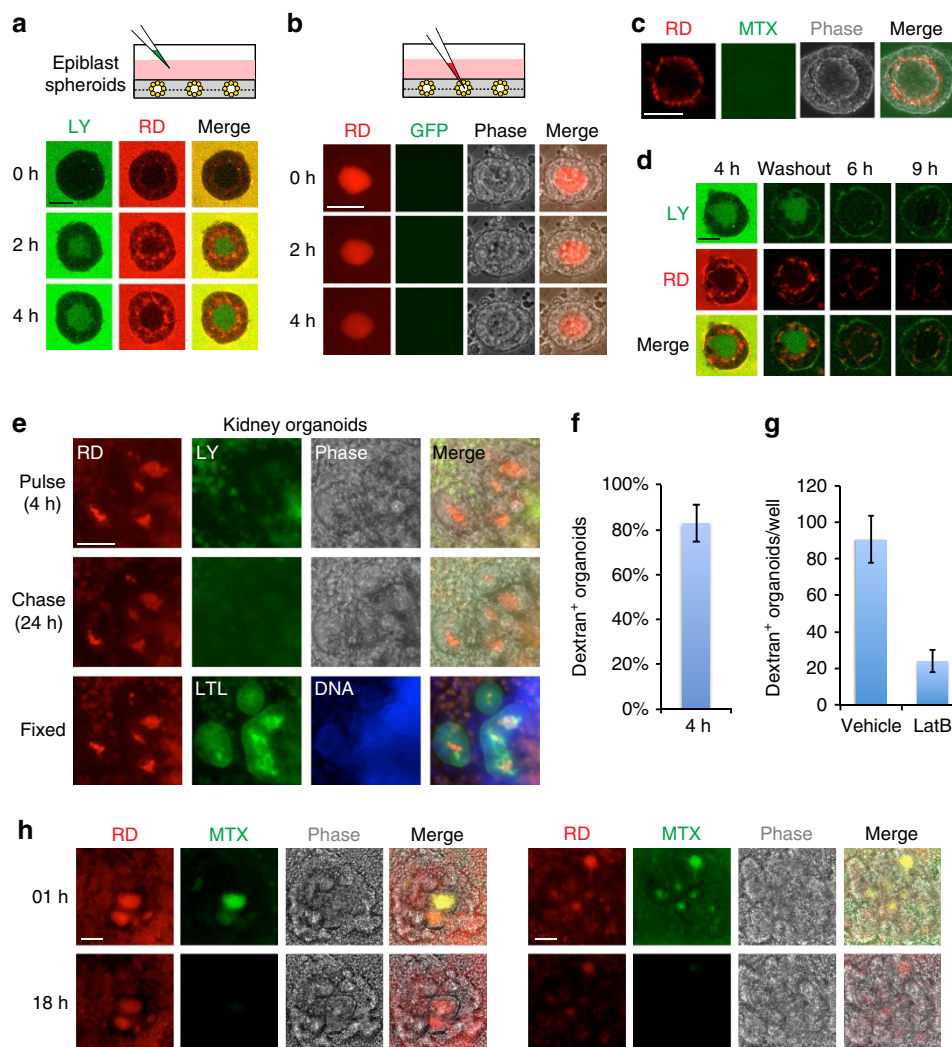 a
Epiblast
spheroids
LY RD Merge
0 h
2 h
4 h
b
RD GFP Phase Merge
0 h
2 h
4 h
c
RD MTX Phase Merge
d
4 h Washout 6 h 9 h
LY
RD
Merge
e
Kidney organoids
RD LY Phase Merge
Pulse
(4 h)
Chase
(24 h)
LTL DNA
Fixed
f
100%
80%
60%
40%
20%
0%
Dextran⁺ organoids
4 h
g
120
100
80
60
40
20
0
Dextran⁺ organoids/well
Vehicle LatB
h
RD MTX Phase Merge RD MTX Phase Merge
01 h
18 h